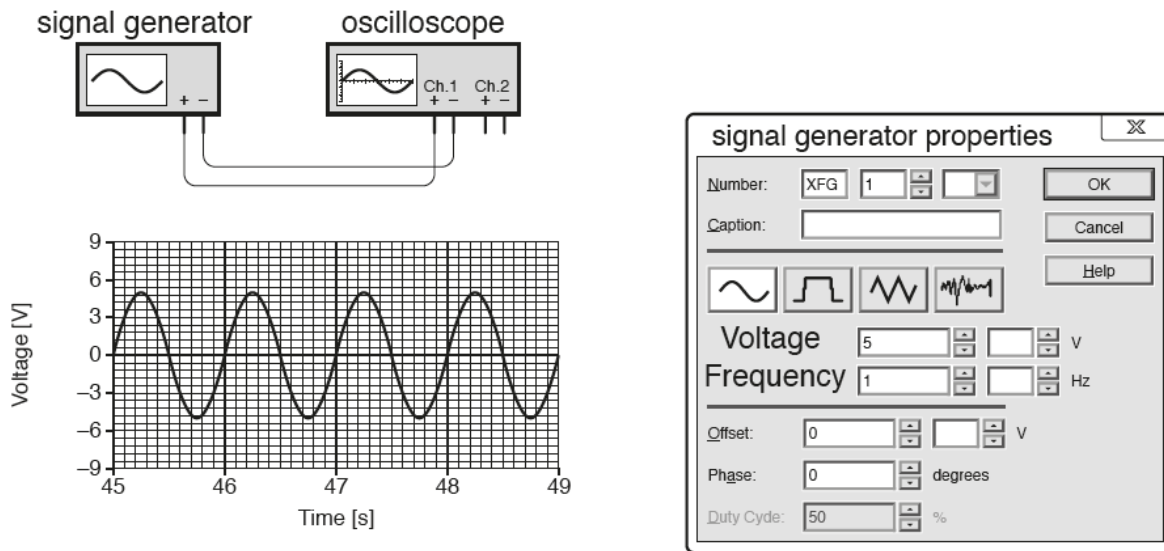 signal generator
oscilloscope
Ch.1 Ch.2
+ − + − + −
9
6
3
0
−3
−6
−9
Voltage [V]
45 46 47 48 49
Time [s]
signal generator properties X
Number: XFG 1 OK
Caption: Cancel
Help
Voltage 5 V
Frequency 1 Hz
Offset: 0 V
Phase: 0 degrees
Duty Cyde: 50 %